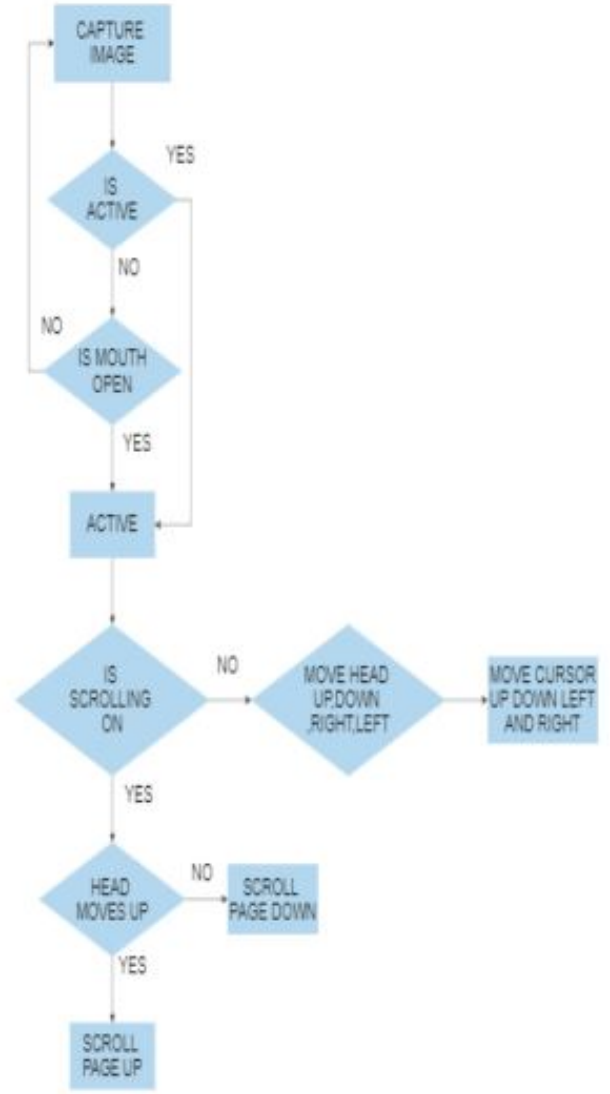 CAPTURE
IMAGE
YES
IS
ACTIVE
NO
NO
IS MOUTH
OPEN
YES
ACTIVE
IS
SCROLLING
ON
NO
MOVE HEAD
UP,DOWN
,RIGHT,LEFT
MOVE CURSOR
UP DOWN LEFT
AND RIGHT
YES
HEAD
MOVES UP
NO
SCROLL
PAGE DOWN
YES
SCROLL
PAGE UP